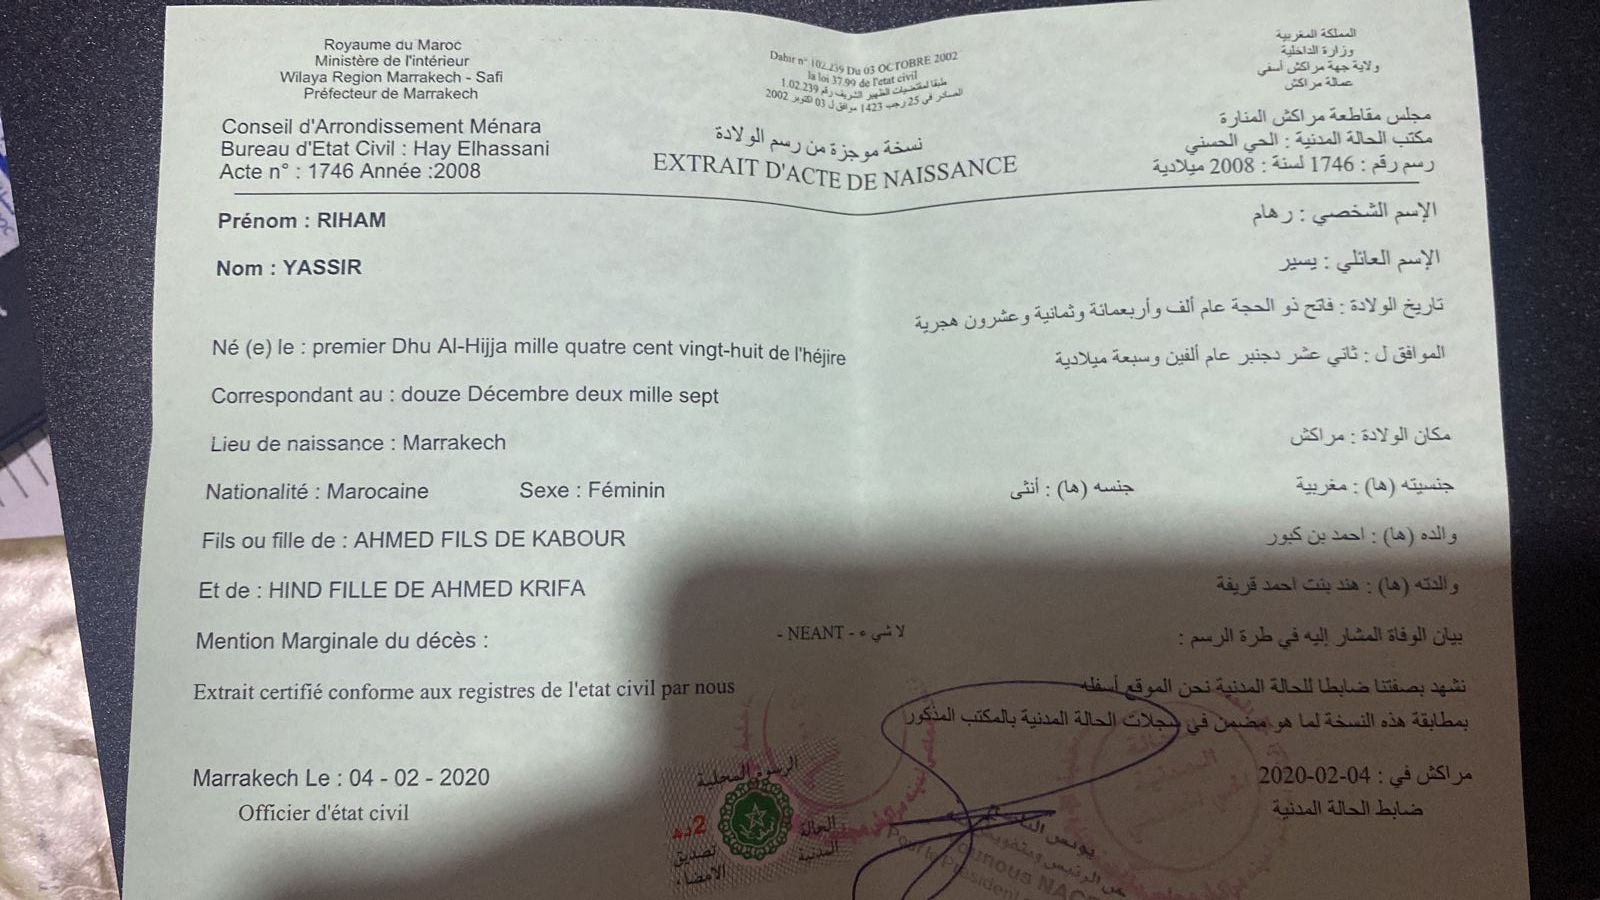 Royaume du Maroc
Ministère de l'intérieur
Wilaya Region Marrakech - Safi
Préfecteur de Marrakech
Conseil d'Arrondissement Ménara
Bureau d'Etat Civil : Hay Elhassani
Acte n° : 1746 Année :2008
Dahir n° 102.239 Du 03 OCTOBRE 2002
la loi 37.99 de l'etat civil
طبقا لمقتضيات الظهير الشريف رقم 1.02.239
الصادر في 25 رجب 1423 موافق ل 03 اكتوبر 2002
نسخة موجزة من رسم الولادة
EXTRAIT D'ACTE DE NAISSANCE
المملكة المغربية
وزارة الداخلية
ولاية جهة مراكش أسفي
عمالة مراكش
مجلس مقاطعة مراكش المنارة
مكتب الحالة المدنية : الحي الحسني
رسم رقم : 1746 لسنة : 2008 ميلادية
Prénom : RIHAM
الإسم الشخصي : رهام
Nom : YASSIR
الإسم العائلي : يسير
تاريخ الولادة : فاتح ذو الحجة عام ألف وأربعمائة وثمانية وعشرون هجرية
Né (e) le : premier Dhu Al-Hijja mille quatre cent vingt-huit de l'héjire
الموافق ل : ثاني عشر دجنبر عام ألفين وسبعة ميلادية
Correspondant au : douze Décembre deux mille sept
Lieu de naissance : Marrakech
مكان الولادة : مراكش
Nationalité : Marocaine Sexe : Féminin
جنسيته (ها) : مغربية جنسه (ها) : أنثى
Fils ou fille de : AHMED FILS DE KABOUR
والده (ها) : احمد بن كبور
Et de : HIND FILLE DE AHMED KRIFA
والدته (ها) : هند بنت احمد قريفة
Mention Marginale du décès :
- NEANT - لا شيء
بيان الوفاة المشار إليه في طرة الرسم :
Extrait certifié conforme aux registres de l'etat civil par nous
نشهد بصفتنا ضابطا للحالة المدنية نحن الموقع أسفله
بمطابقة هذه النسخة لما هو مضمن في سجلات الحالة المدنية بالمكتب المذكور
Marrakech Le : 04 - 02 - 2020
Officier d'état civil
مراكش في : 04-02-2020
ضابط الحالة المدنية
الرسوم المحلية
2 دهـ
الحالة
المدنية
تصديق
الامضاء
الحالة
المدنية
يونس
Pour le Président